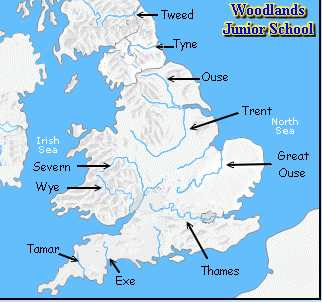 Woodlands
Junior School
Tweed
Tyne
Ouse
Trent
North
Sea
Irish
Sea
Severn
Great
Ouse
Wye
Tamar
Exe
Thames